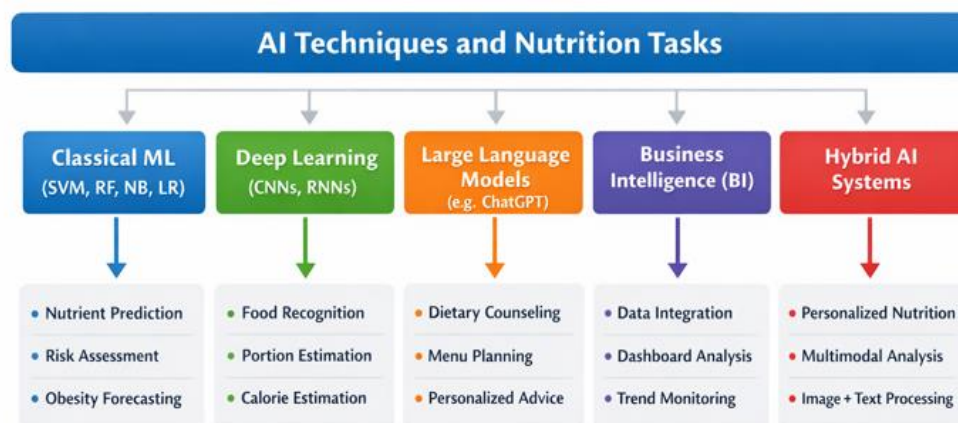 AI Techniques and Nutrition Tasks
Classical ML
(SVM, RF, NB, LR)
Deep Learning
(CNNs, RNNs)
Large Language
Models
(e.g. ChatGPT)
Business
Intelligence (BI)
Hybrid AI
Systems
• Nutrient Prediction
• Risk Assessment
• Obesity Forecasting
• Food Recognition
• Portion Estimation
• Calorie Estimation
• Dietary Counseling
• Menu Planning
• Personalized Advice
• Data Integration
• Dashboard Analysis
• Trend Monitoring
• Personalized Nutrition
• Multimodal Analysis
• Image + Text Processing